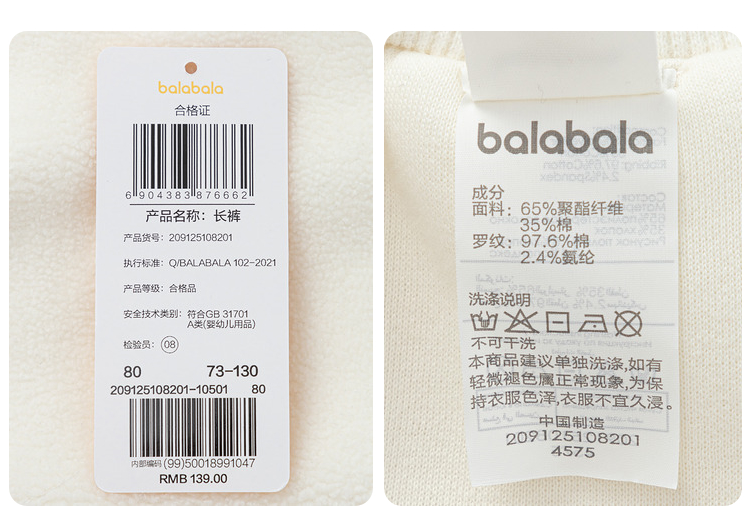 balabala
合格证
6 904383 876662
产品名称：长裤
产品货号：209125108201
执行标准：Q/BALABALA 102-2021
产品等级：合格品
安全技术类别：符合GB 31701
A类(婴幼儿用品)
检验员：08
80 73-130
209125108201-10501 80
内部编码 (99)50018991047
RMB 139.00
balabala
成分
面料：65%聚酯纤维
35%棉
罗纹：97.6%棉
2.4%氨纶
洗涤说明
不可干洗
本商品建议单独洗涤,如有
轻微褪色属正常现象,为保
持衣服色泽,衣服不宜久浸。
中国制造
209125108201
4575